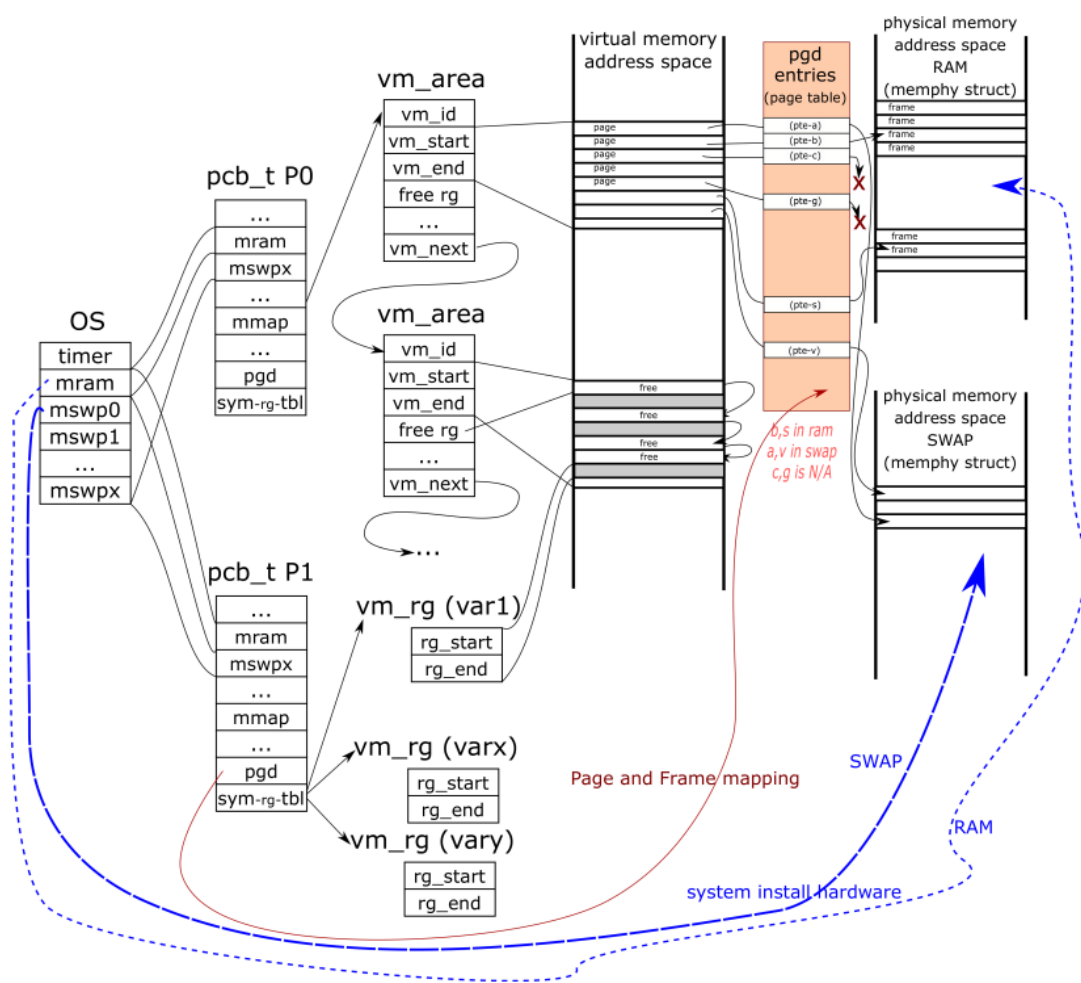 OS
timer
mram
mswp0
mswp1
...
mswpx
pcb_t P0
...
mram
mswpx
...
mmap
...
pgd
sym-rg-tbl
pcb_t P1
...
mram
mswpx
...
mmap
...
pgd
sym-rg-tbl
vm_area
vm_id
vm_start
vm_end
free rg
...
vm_next
vm_area
vm_id
vm_start
vm_end
free rg
...
vm_next
...
vm_rg (var1)
rg_start
rg_end
vm_rg (varx)
rg_start
rg_end
vm_rg (vary)
rg_start
rg_end
virtual memory
address space
page
page
page
page
page
free
free
free
free
pgd
entries
(page table)
(pte-a)
(pte-b)
(pte-c)
X
(pte-g)
X
(pte-s)
(pte-v)
b,s in ram
a,v in swap
c,g is N/A
physical memory
address space
RAM
(memphy struct)
frame
frame
frame
frame
frame
frame
physical memory
address space
SWAP
(memphy struct)
Page and Frame mapping
SWAP
RAM
system install hardware